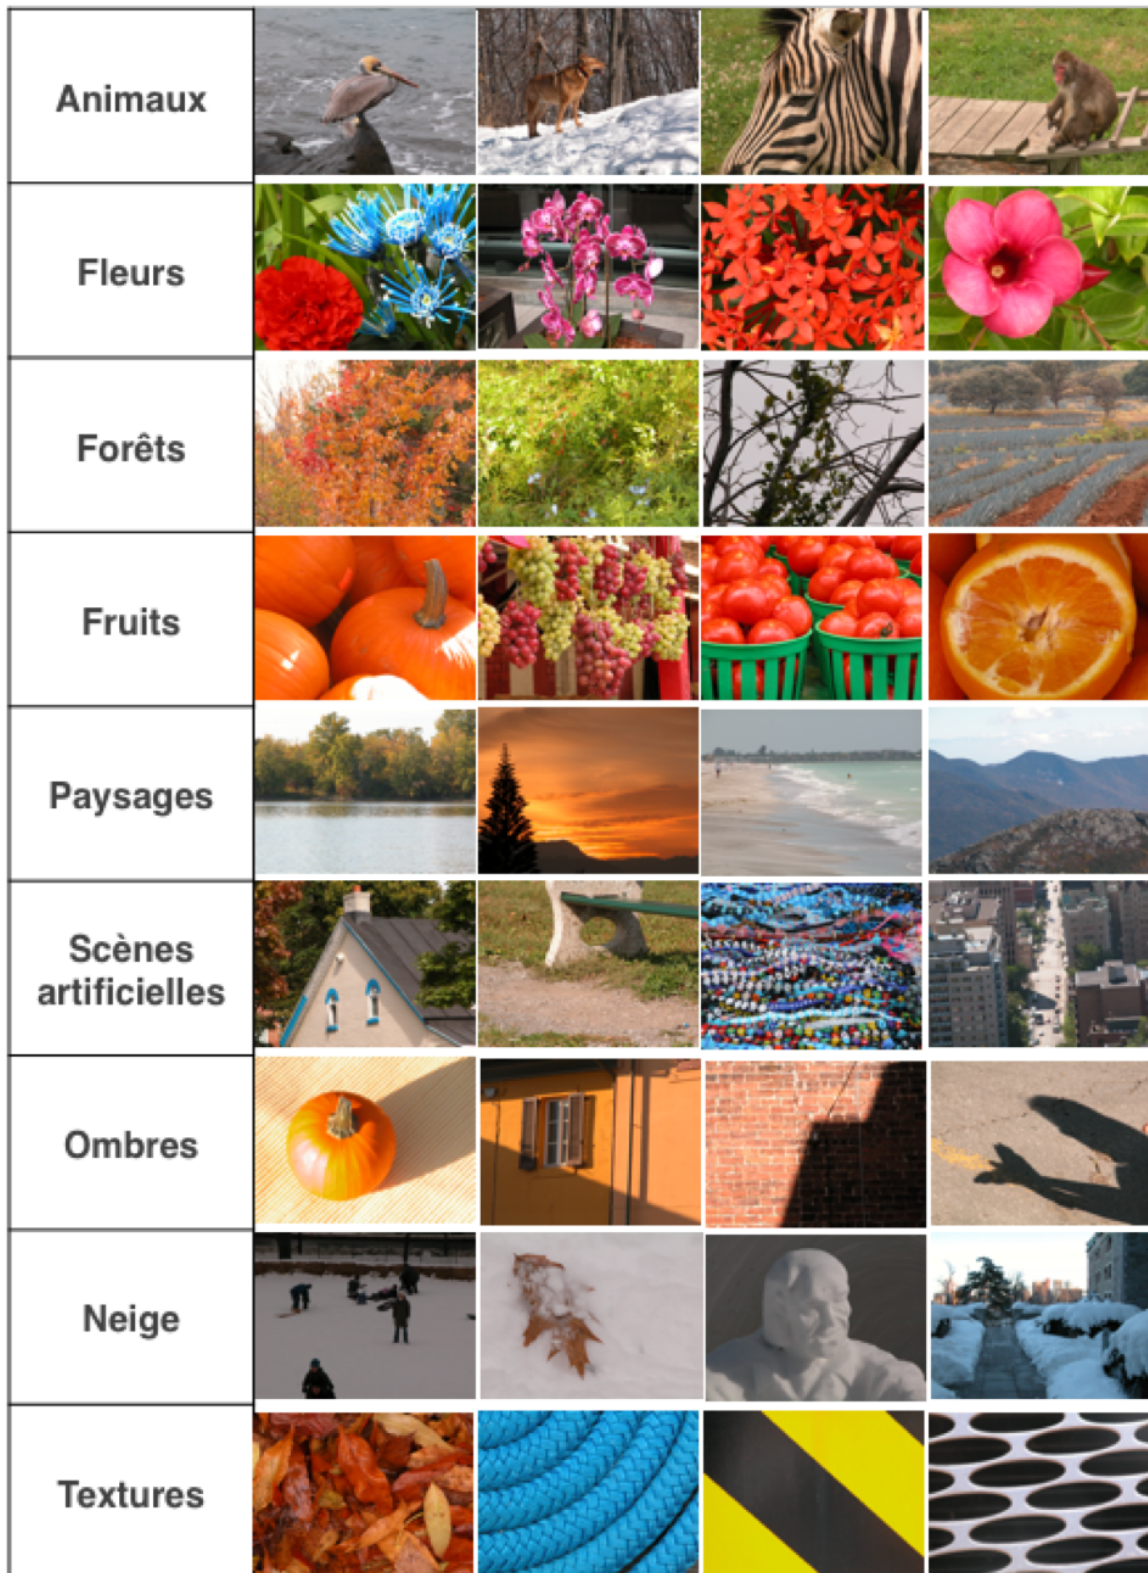 Animaux
Fleurs
Forêts
Fruits
Paysages
Scènes
artificielles
Ombres
Neige
Textures